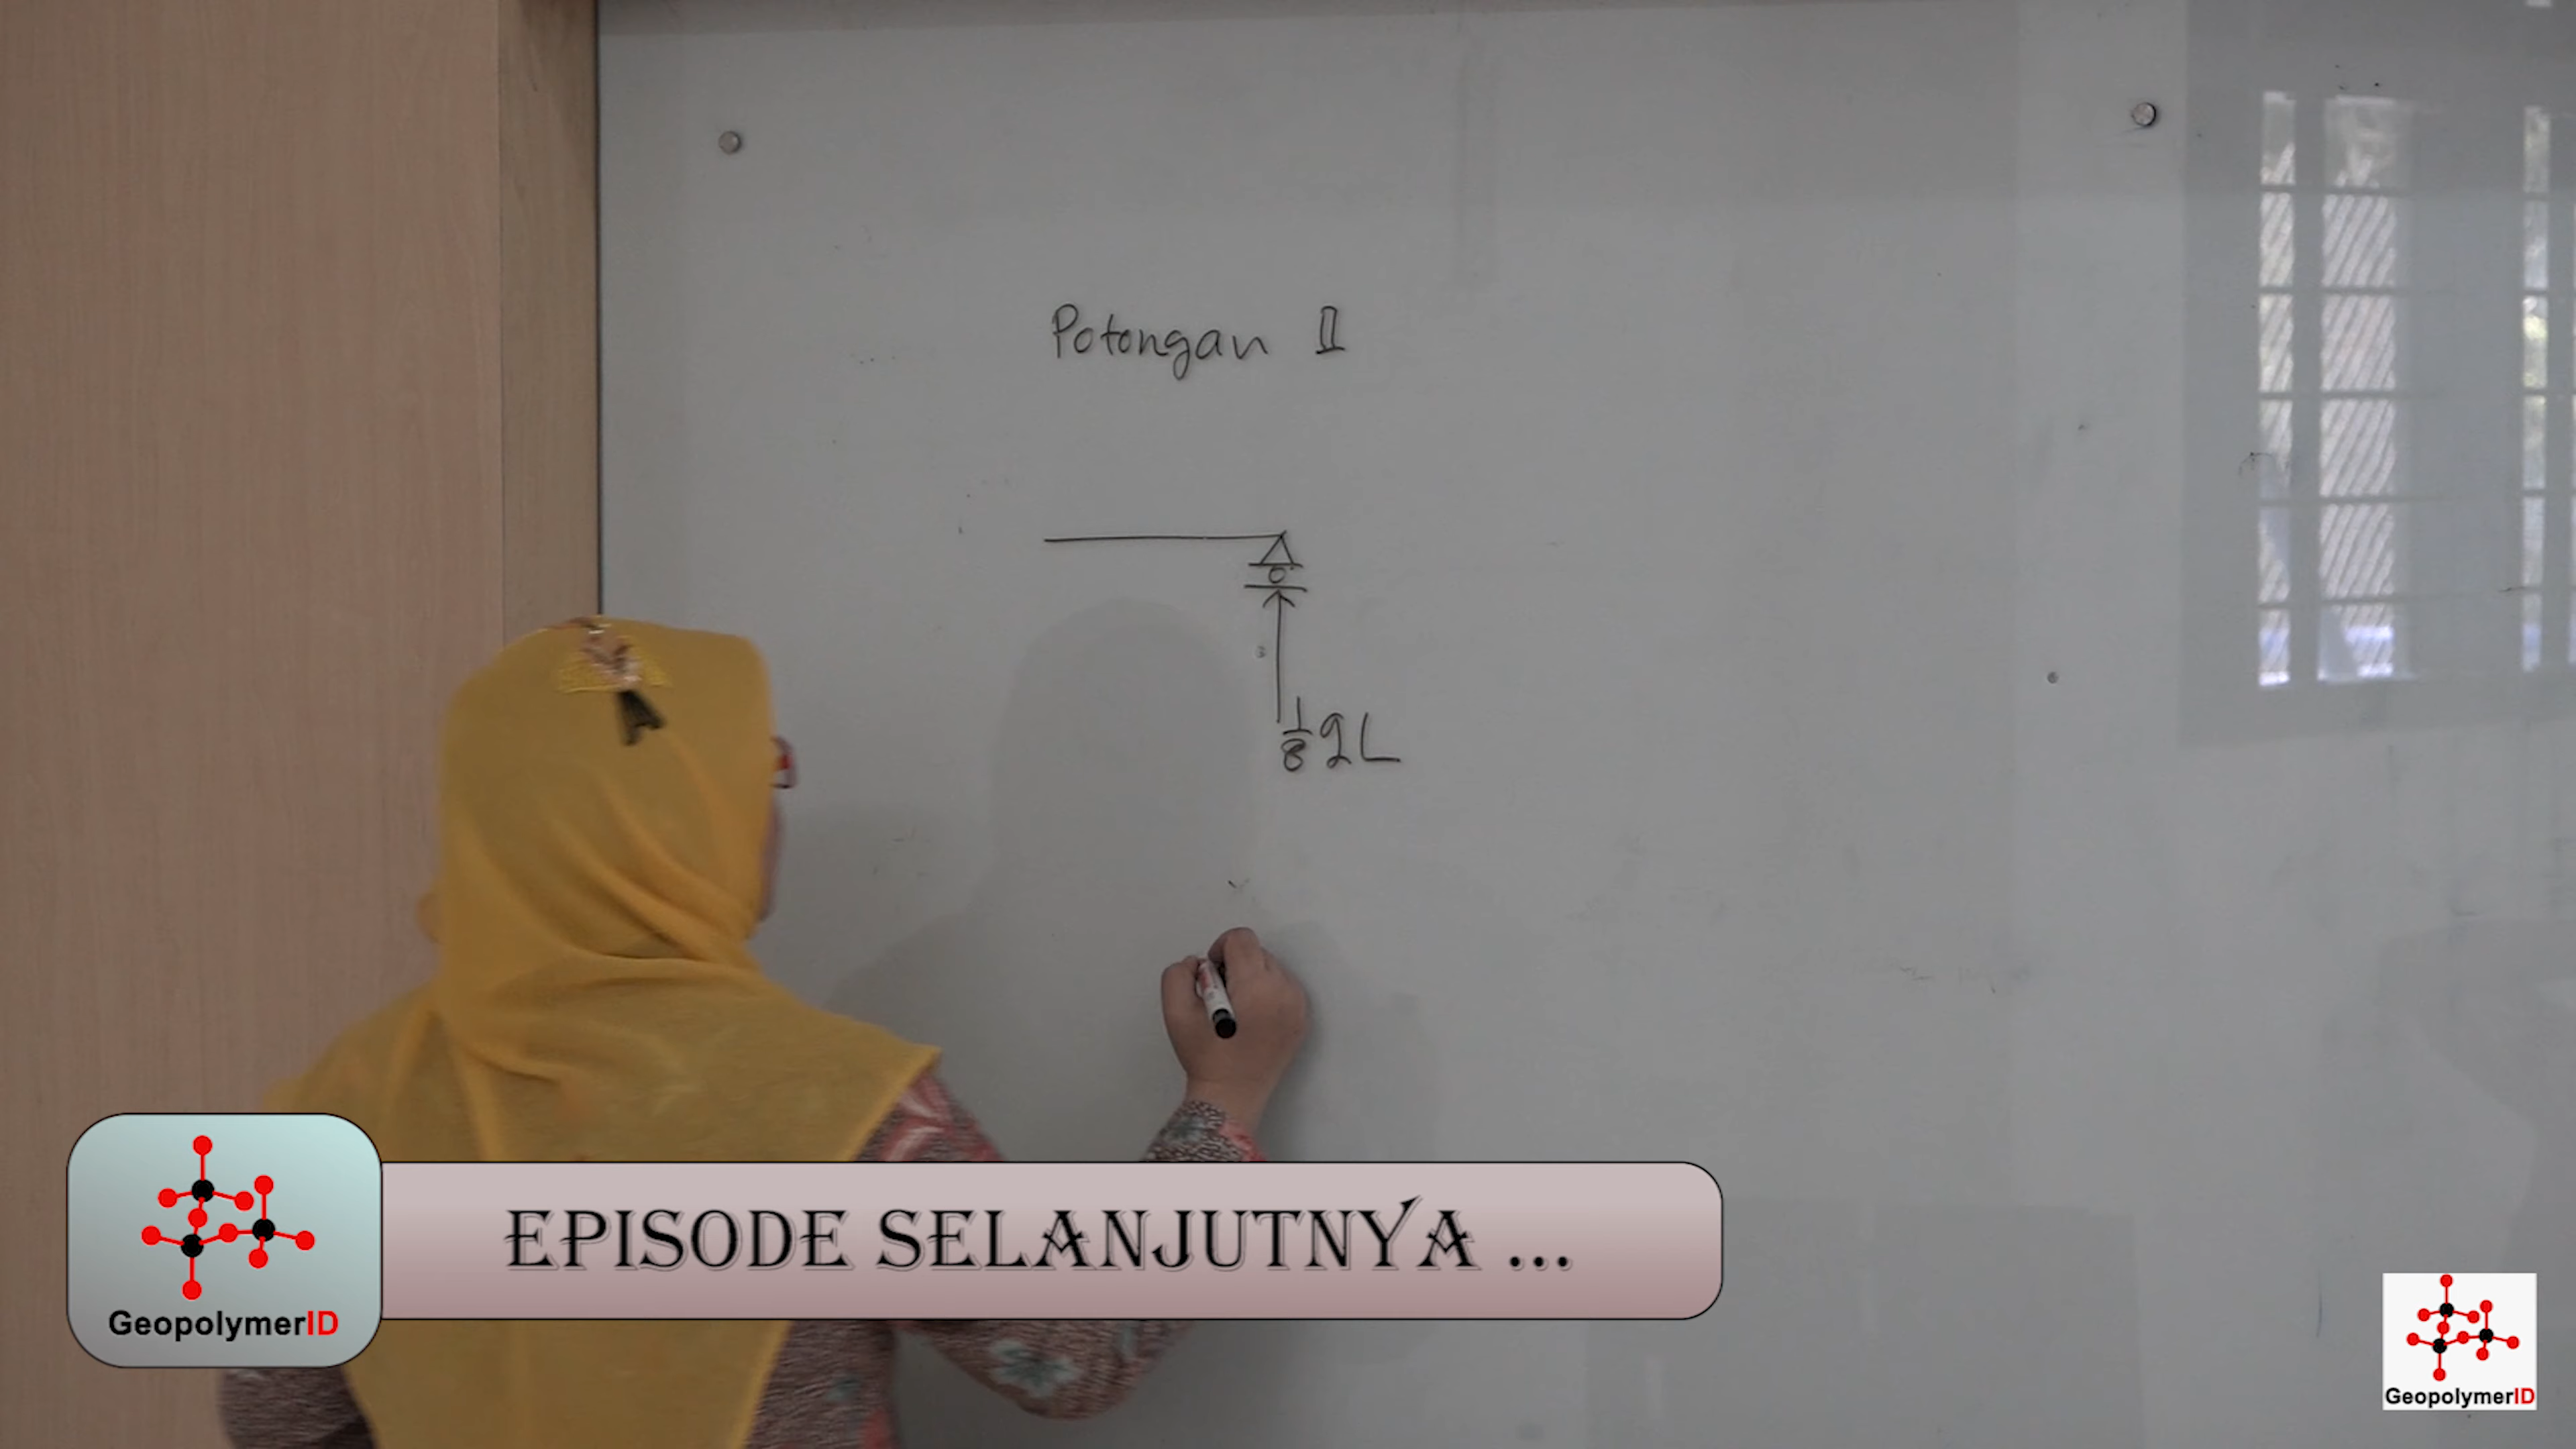 Potongan II
1/8 qL
EPISODE SELANJUTNYA ...
GeopolymerID
GeopolymerID